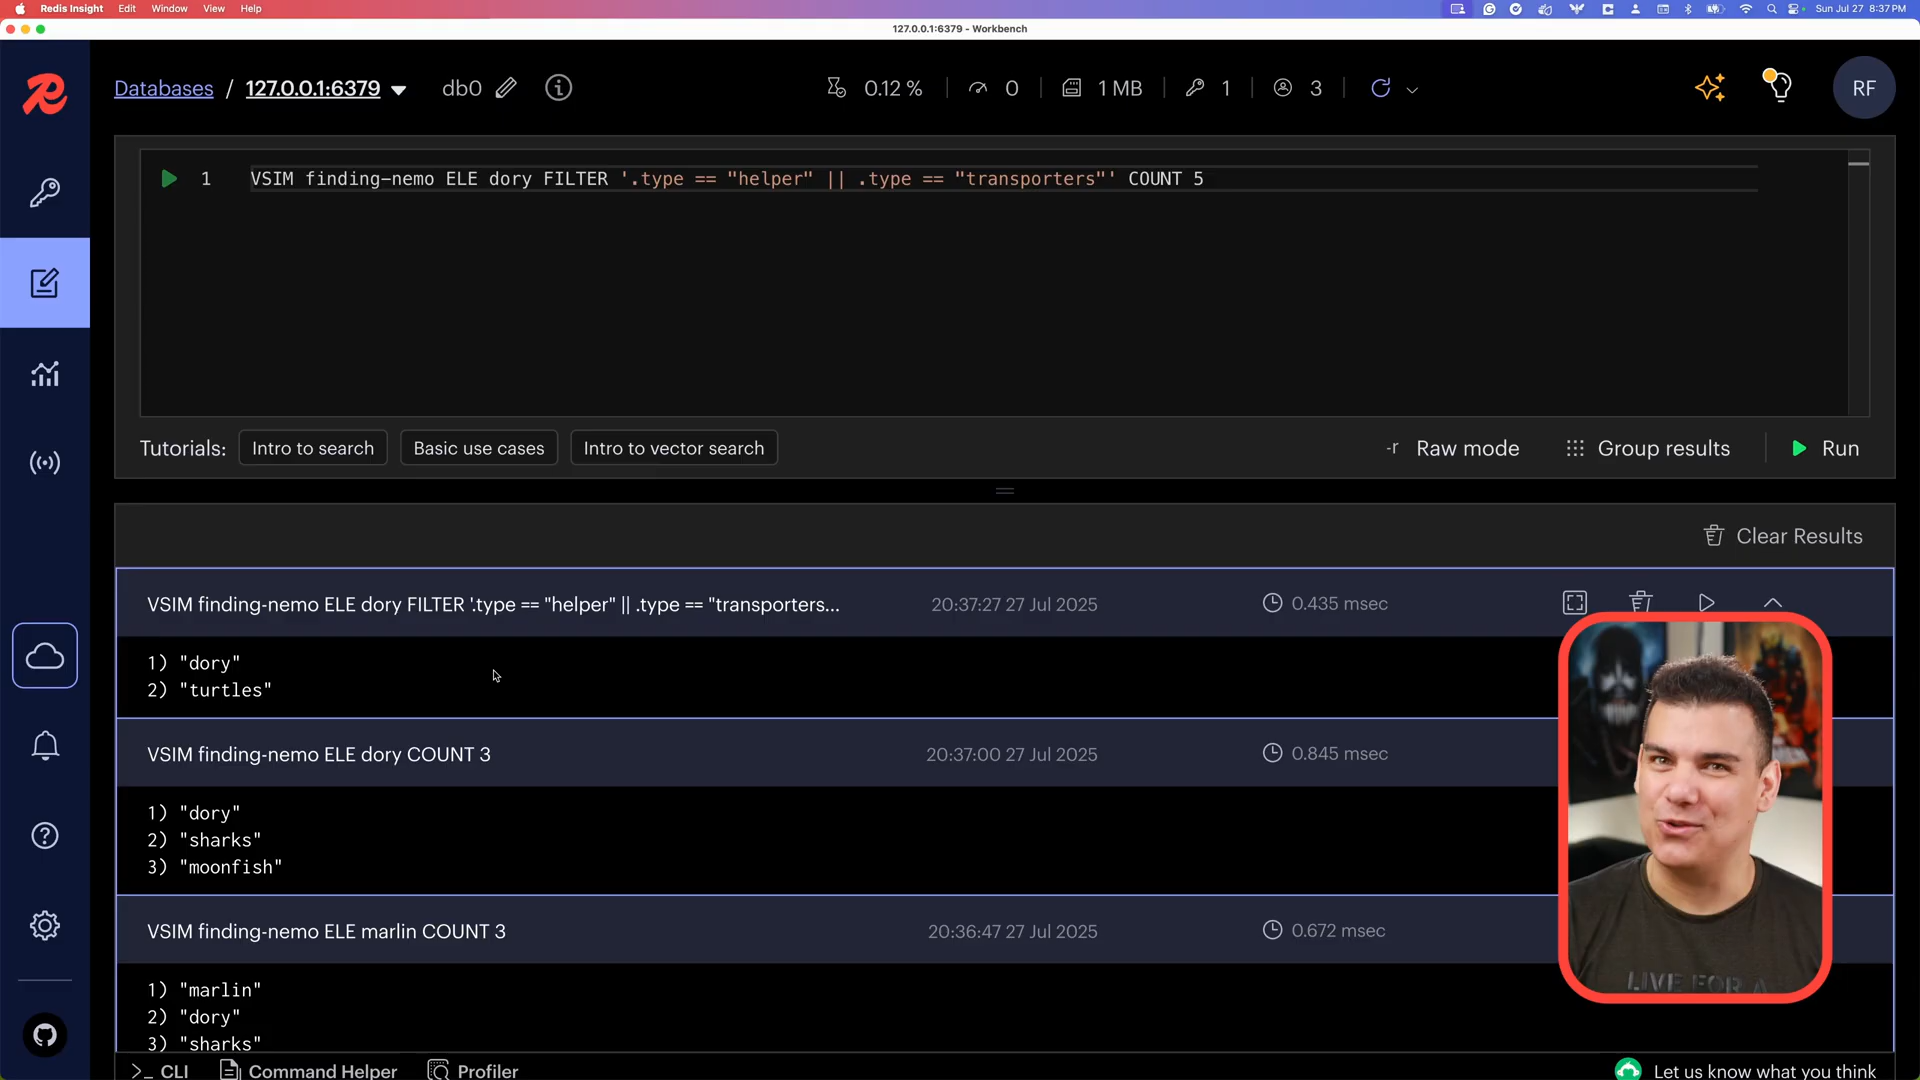 Redis Insight Edit Window View Help Sun Jul 27 8:37 PM
127.0.0.1:6379 - Workbench
Databases / 127.0.0.1:6379 db0 0.12 % 0 1 MB 1 3 RF
1 VSIM finding-nemo ELE dory FILTER '.type == "helper" || .type == "transporters"' COUNT 5
Tutorials: Intro to search Basic use cases Intro to vector search -r Raw mode Group results Run
Clear Results
VSIM finding-nemo ELE dory FILTER '.type == "helper" || .type == "transporters... 20:37:27 27 Jul 2025 0.435 msec
1) "dory"
2) "turtles"
VSIM finding-nemo ELE dory COUNT 3 20:37:00 27 Jul 2025 0.845 msec
1) "dory"
2) "sharks"
3) "moonfish"
VSIM finding-nemo ELE marlin COUNT 3 20:36:47 27 Jul 2025 0.672 msec
1) "marlin"
2) "dory"
3) "sharks"
LIVE FOR A
>_ CLI Command Helper Profiler Let us know what you think